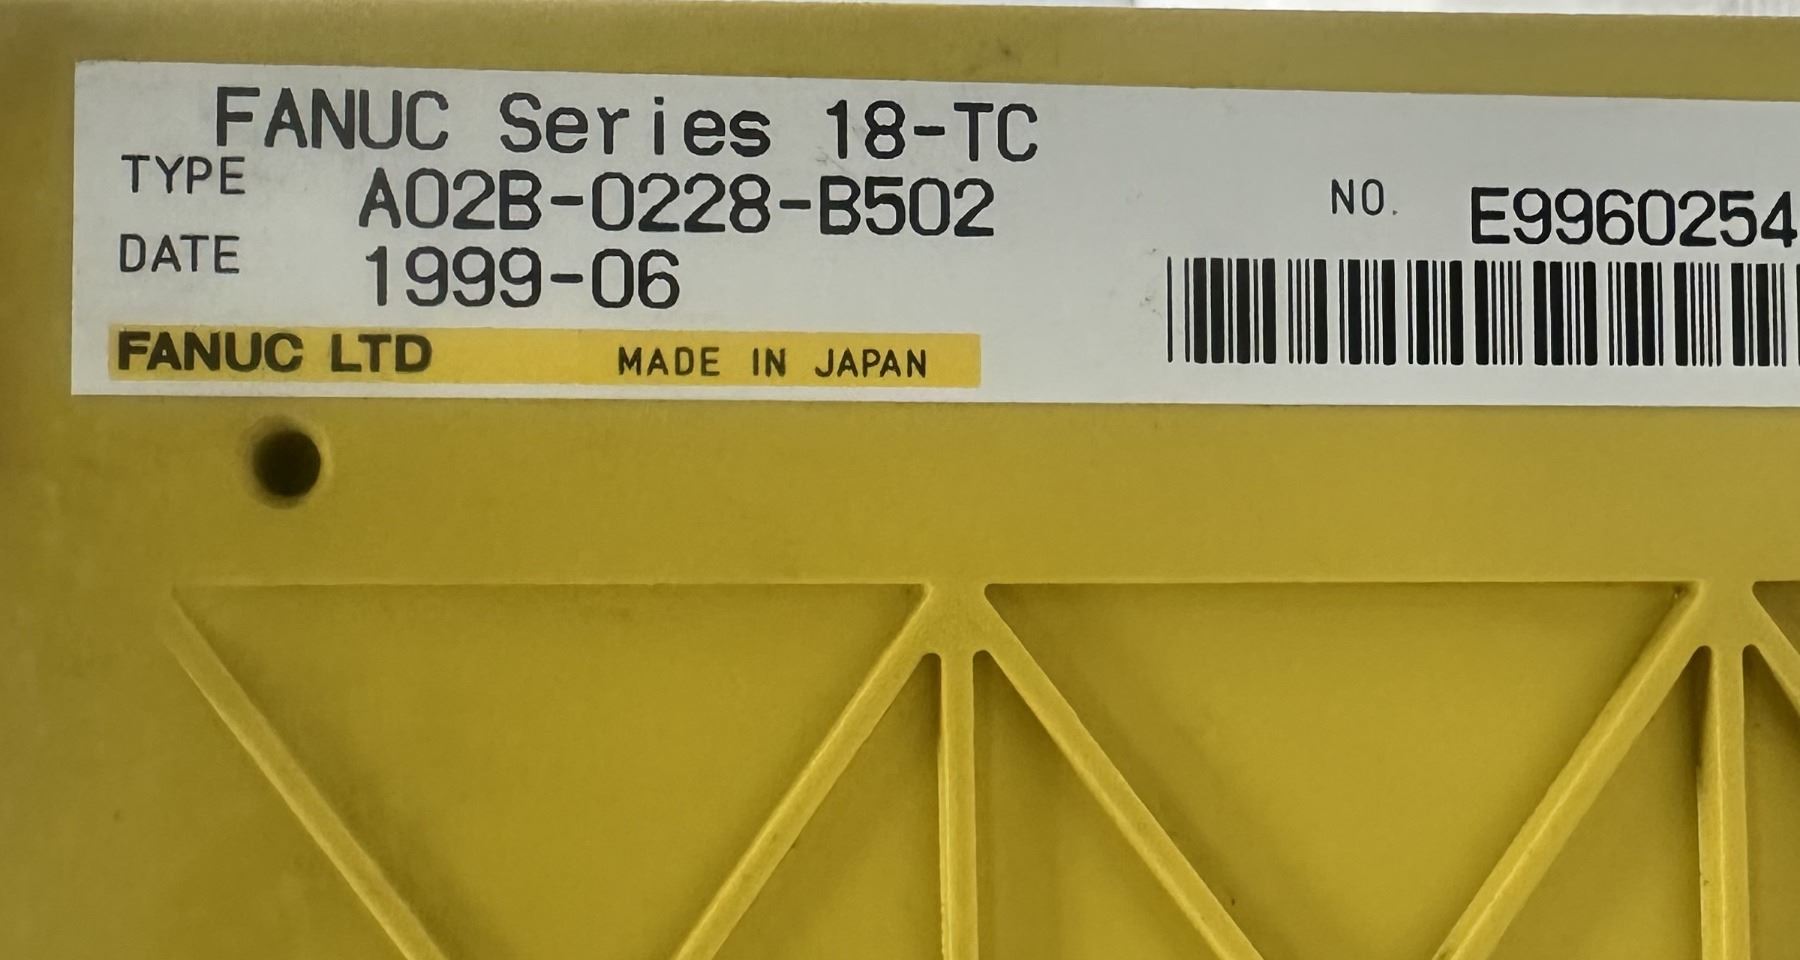 FANUC Series 18-TC
TYPE A02B-0228-B502
NO. E9960254
DATE 1999-06
FANUC LTD MADE IN JAPAN